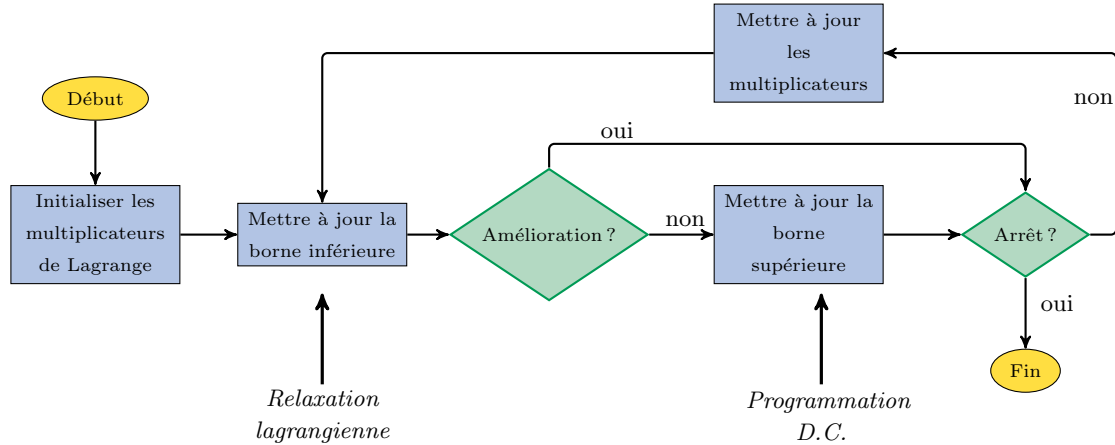 Début
Initialiser les
multiplicateurs
de Lagrange
Mettre à jour la
borne inférieure
Relaxation
lagrangienne
Amélioration ?
oui
non
Mettre à jour la
borne
supérieure
Programmation
D.C.
Arrêt ?
non
Mettre à jour
les
multiplicateurs
oui
Fin